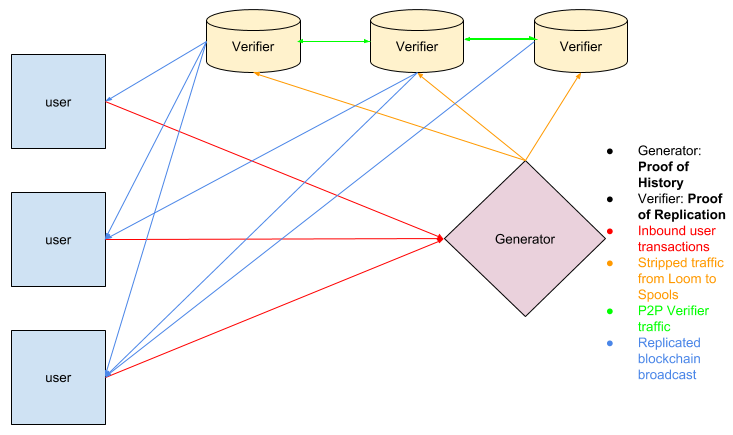 Verifier
Verifier
Verifier
user
user
user
Generator
Generator:
Proof of
History
Verifier: Proof
of Replication
Inbound user
transactions
Stripped traffic
from Loom to
Spools
P2P Verifier
traffic
Replicated
blockchain
broadcast